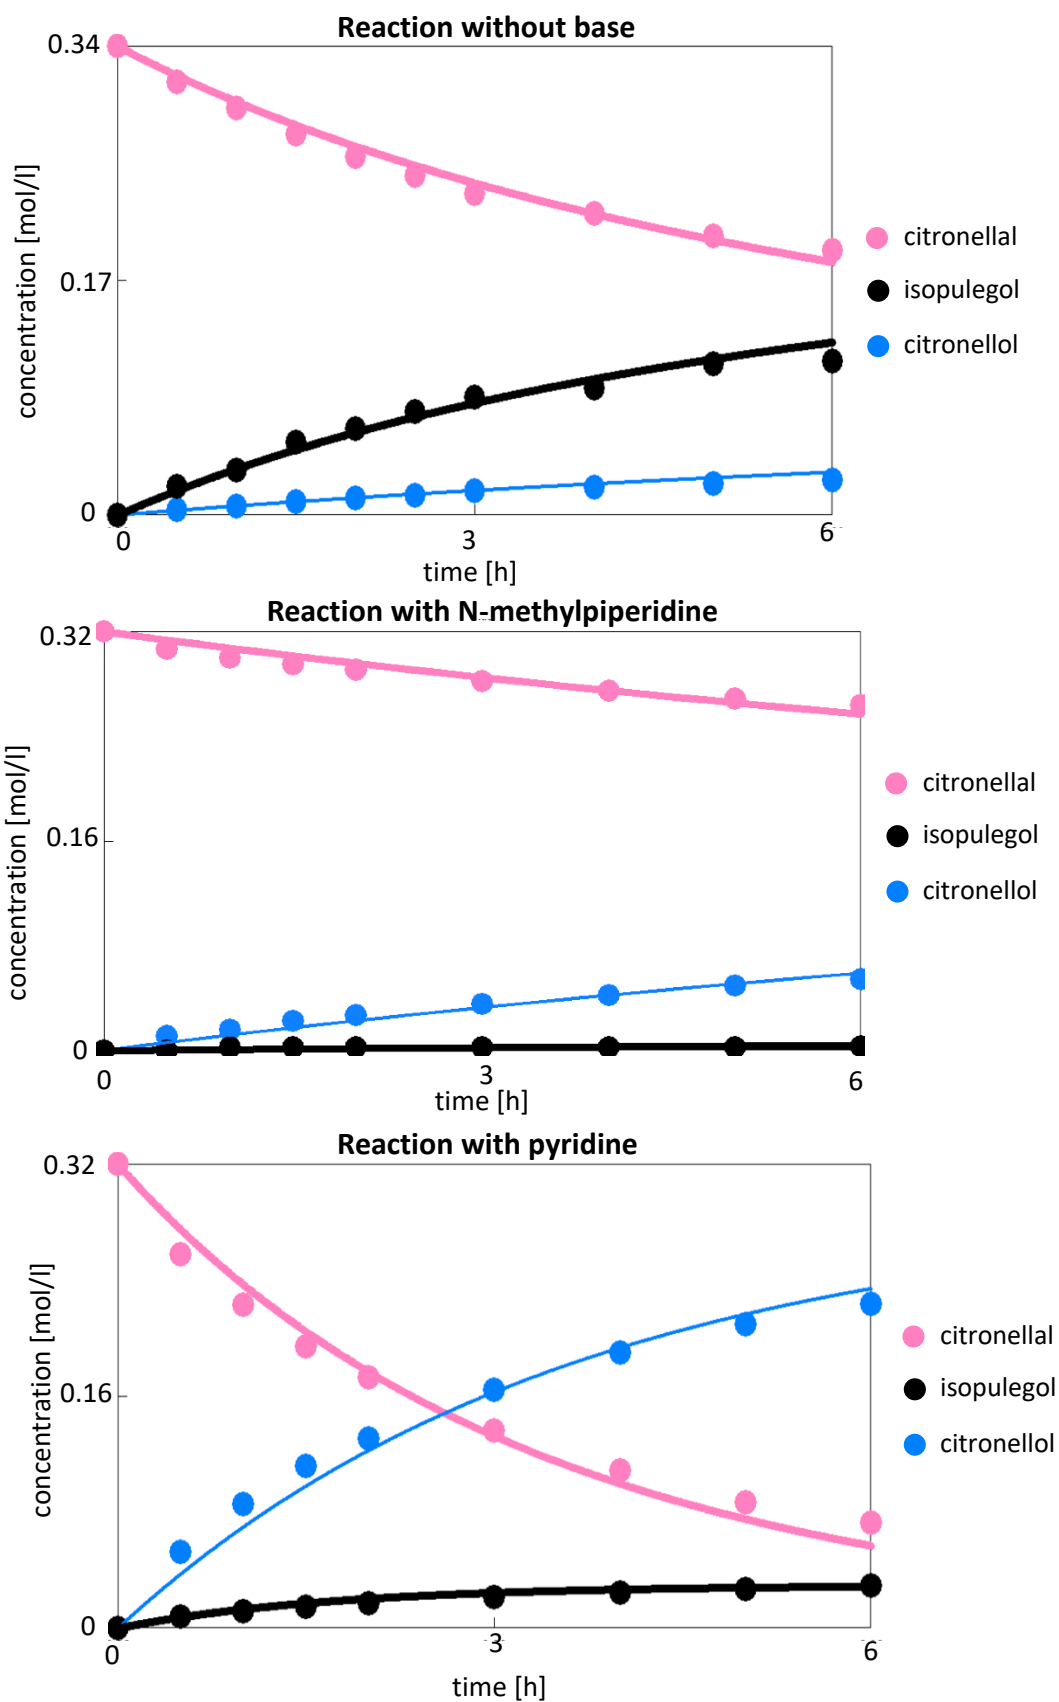 Reaction without base
0.34
0.17
0
concentration [mol/l]
0
3
6
time [h]
citronellal
isopulegol
citronellol
Reaction with N-methylpiperidine
0.32
0.16
0
concentration [mol/l]
0
3
6
time [h]
citronellal
isopulegol
citronellol
Reaction with pyridine
0.32
0.16
0
concentration [mol/l]
0
3
6
time [h]
citronellal
isopulegol
citronellol